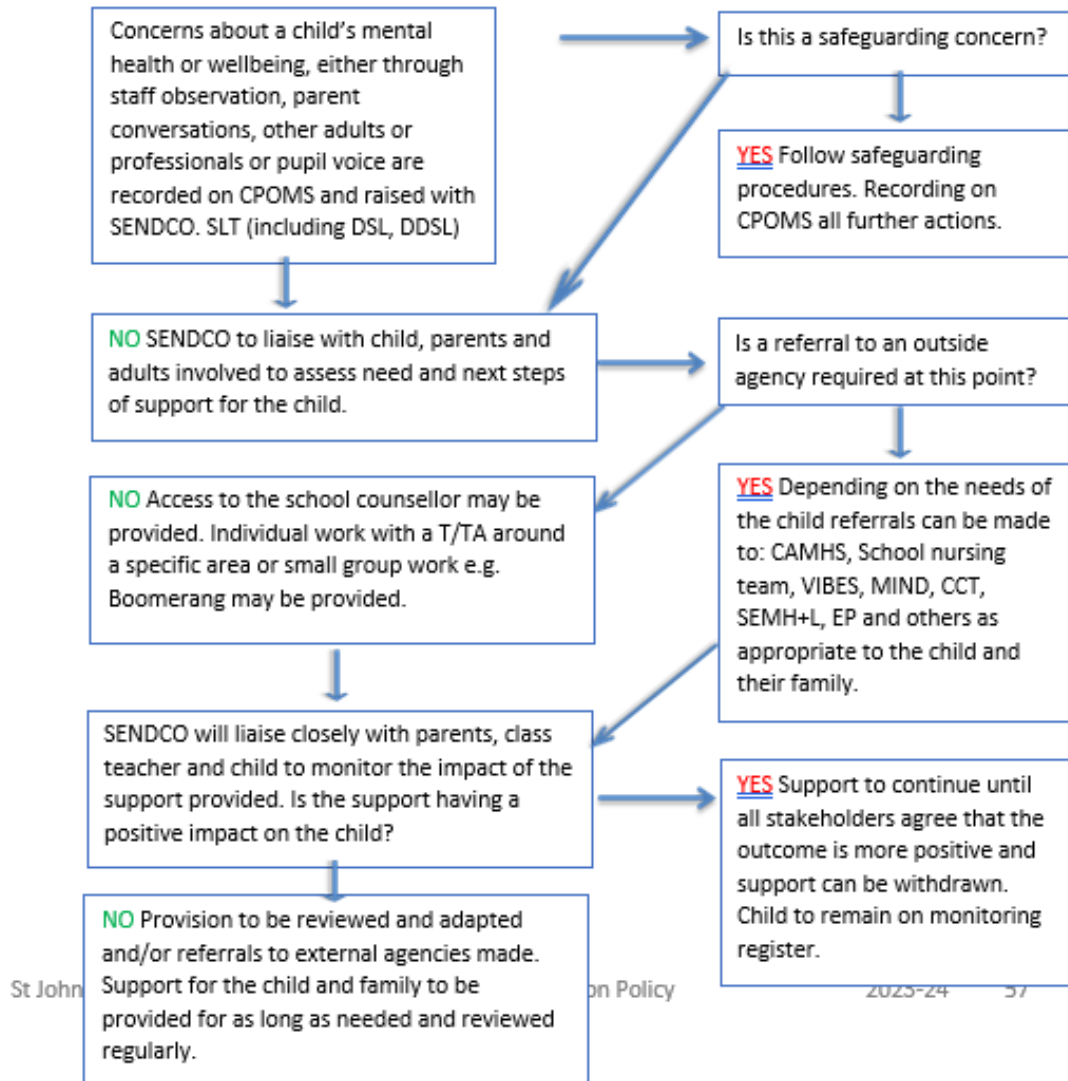 Concerns about a child's mental
health or wellbeing, either through
staff observation, parent
conversations, other adults or
professionals or pupil voice are
recorded on CPOMS and raised with
SENDCO. SLT (including DSL, DDSL)
Is this a safeguarding concern?
YES Follow safeguarding
procedures. Recording on
CPOMS all further actions.
NO SENDCO to liaise with child, parents and
adults involved to assess need and next steps
of support for the child.
Is a referral to an outside
agency required at this point?
NO Access to the school counsellor may be
provided. Individual work with a T/TA around
a specific area or small group work e.g.
Boomerang may be provided.
YES Depending on the needs of
the child referrals can be made
to: CAMHS, School nursing
team, VIBES, MIND, CCT,
SEMH+L, EP and others as
appropriate to the child and
their family.
SENDCO will liaise closely with parents, class
teacher and child to monitor the impact of the
support provided. Is the support having a
positive impact on the child?
YES Support to continue until
all stakeholders agree that the
outcome is more positive and
support can be withdrawn.
Child to remain on monitoring
register.
NO Provision to be reviewed and adapted
and/or referrals to external agencies made.
Support for the child and family to be
provided for as long as needed and reviewed
regularly.
St John on Policy 2023-24 57